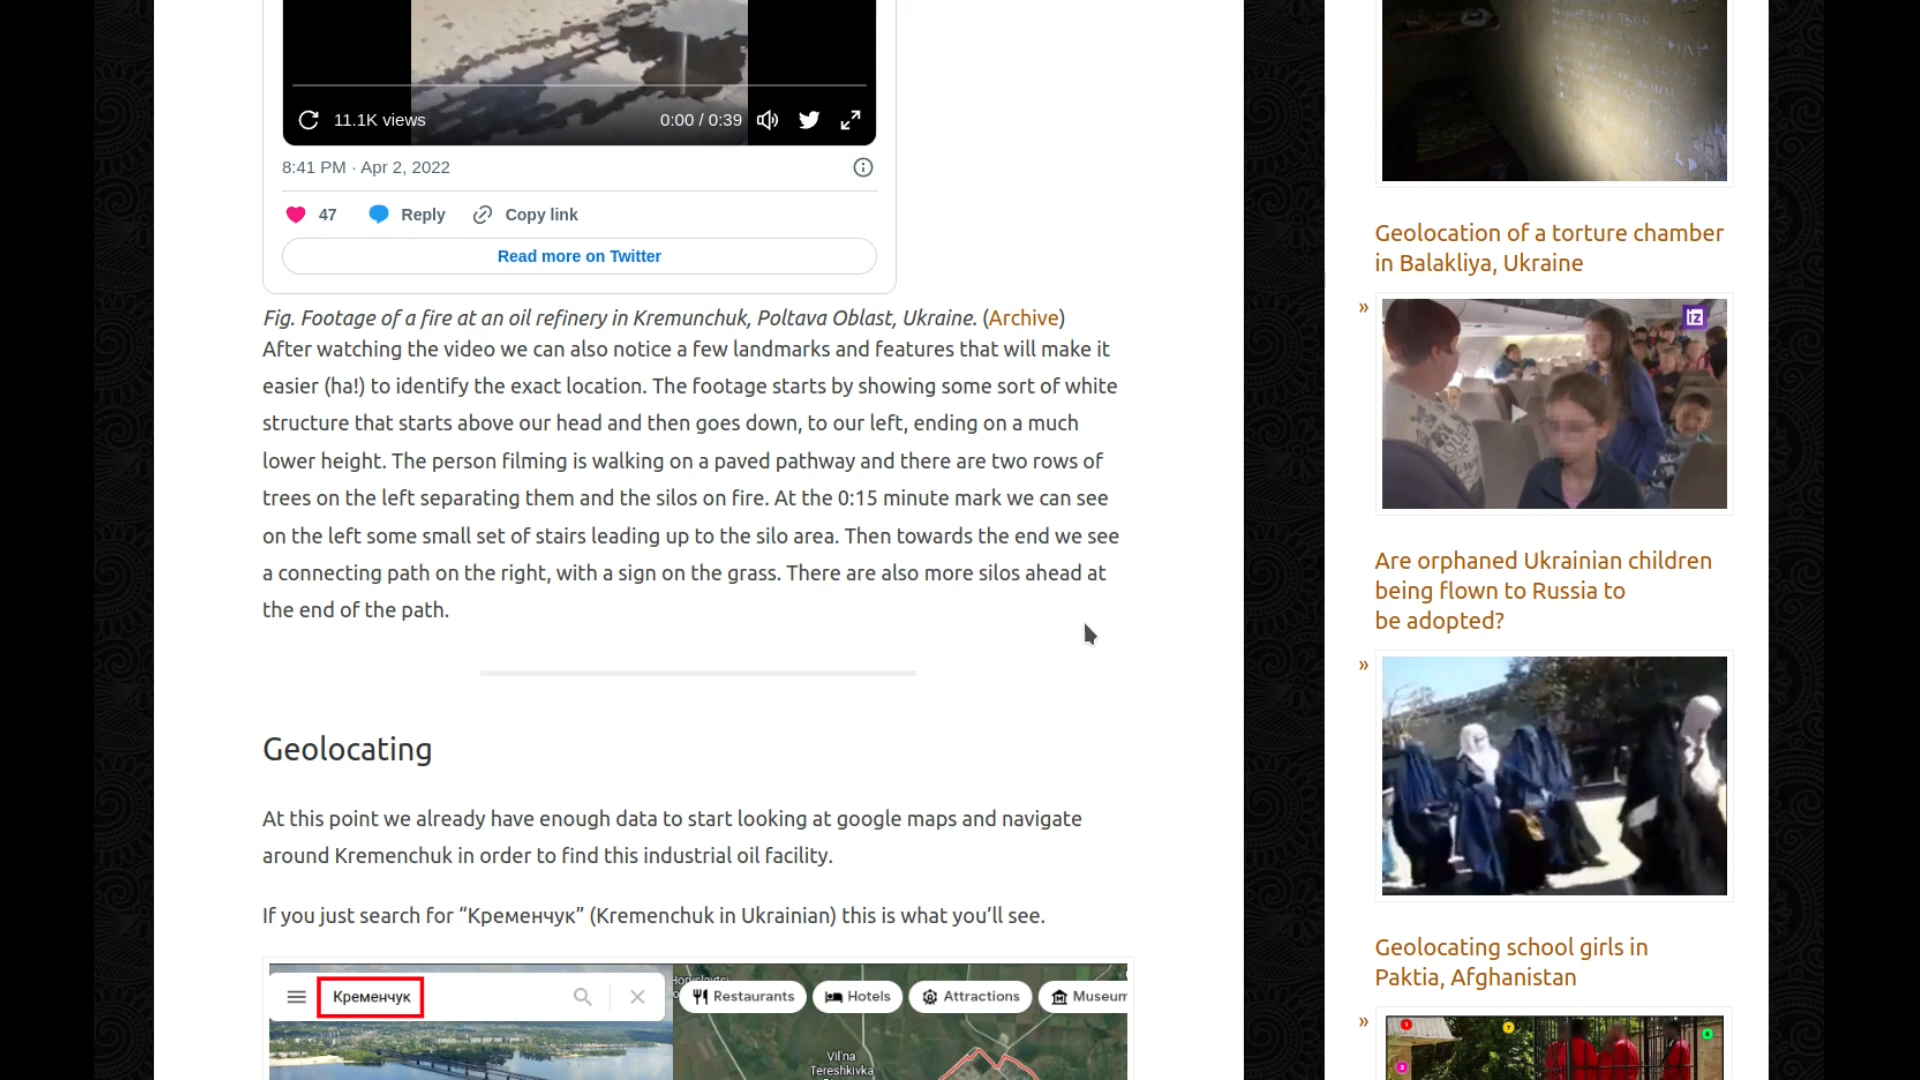 11.1K views
0:00 / 0:39
8:41 PM · Apr 2, 2022
47
Reply
Copy link
Read more on Twitter
Fig. Footage of a fire at an oil refinery in Kremunchuk, Poltava Oblast, Ukraine. (Archive)
After watching the video we can also notice a few landmarks and features that will make it
easier (ha!) to identify the exact location. The footage starts by showing some sort of white
structure that starts above our head and then goes down, to our left, ending on a much
lower height. The person filming is walking on a paved pathway and there are two rows of
trees on the left separating them and the silos on fire. At the 0:15 minute mark we can see
on the left some small set of stairs leading up to the silo area. Then towards the end we see
a connecting path on the right, with a sign on the grass. There are also more silos ahead at
the end of the path.
Geolocating
At this point we already have enough data to start looking at google maps and navigate
around Kremenchuk in order to find this industrial oil facility.
If you just search for “Кременчук” (Kremenchuk in Ukrainian) this is what you’ll see.
Кременчук
Restaurants
Hotels
Attractions
Museum
Vil'na
Tereshkivka
Geolocation of a torture chamber
in Balakliya, Ukraine
»
iz
Are orphaned Ukrainian children
being flown to Russia to
be adopted?
»
Geolocating school girls in
Paktia, Afghanistan
»